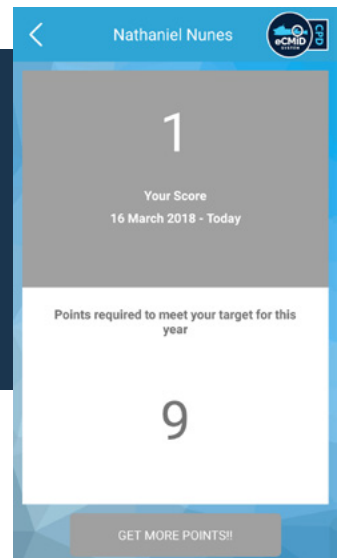 Nathaniel Nunes
eCMID
SYSTEM
CPD
1
Your Score
16 March 2018 - Today
Points required to meet your target for this
year
9
GET MORE POINTS!!